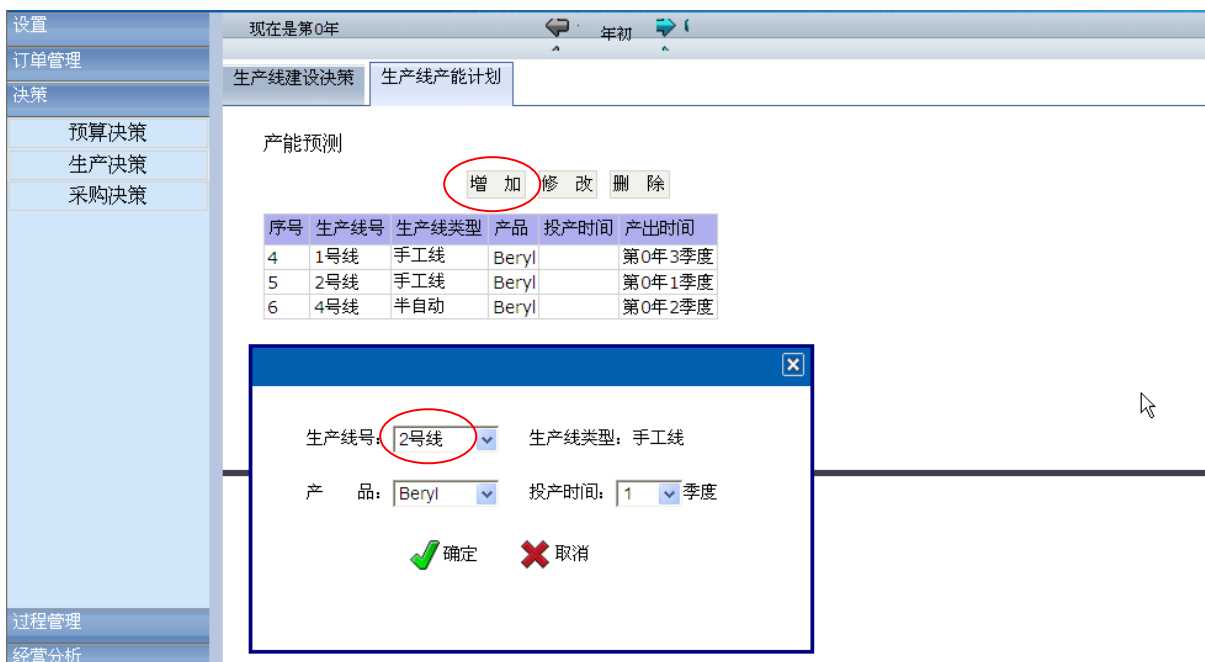 设置
现在是第0年
年初
订单管理
生产线建设决策 生产线产能计划
决策
预算决策
生产决策
采购决策
产能预测
增 加 修 改 删 除
序号 生产线号 生产线类型 产品 投产时间 产出时间
4 1号线 手工线 Beryl 第0年3季度
5 2号线 手工线 Beryl 第0年1季度
6 4号线 半自动 Beryl 第0年2季度
生产线号: 2号线 生产线类型: 手工线
产 品: Beryl 投产时间: 1 季度
确定 取消
过程管理
经营分析